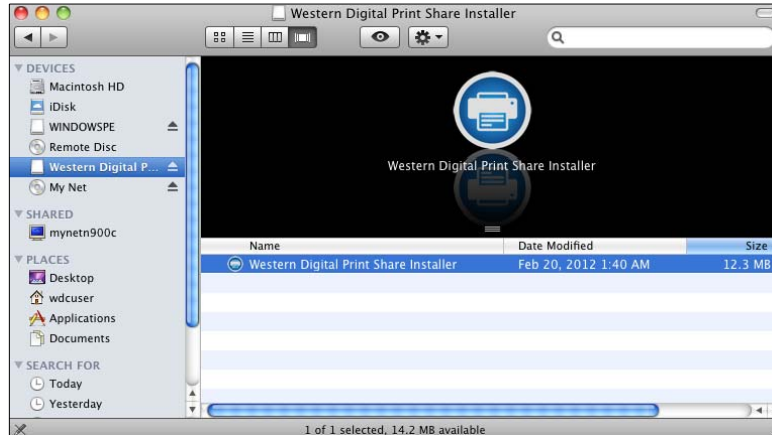 Western Digital Print Share Installer
DEVICES
Macintosh HD
iDisk
WINDOWSPE
Remote Disc
Western Digital P...
My Net
SHARED
mynetn900c
PLACES
Desktop
wdcuser
Applications
Documents
SEARCH FOR
Today
Yesterday
Western Digital Print Share Installer
Name Date Modified Size
Western Digital Print Share Installer Feb 20, 2012 1:40 AM 12.3 MB
1 of 1 selected, 14.2 MB available